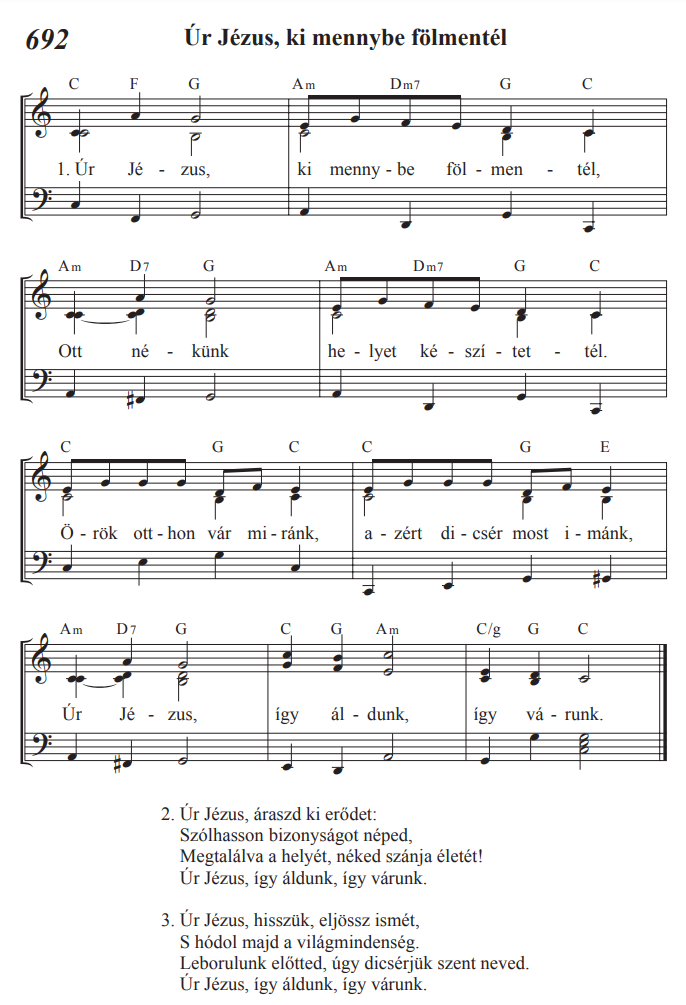 692 Úr Jézus, ki mennybe fölmentél
C F G Am Dm7 G C
1. Úr Jé - zus, ki menny - be föl - men - tél,
Am D7 G Am Dm7 G C
Ott né - künk he - lyet ké - szí - tet - tél.
C G C C G E
Ö - rök ott - hon vár mi - ránk, a - zért di - csér most i - mánk,
Am D7 G C G Am C/g G C
Úr Jé - zus, így ál - dunk, így vá - runk.
2. Úr Jézus, áraszd ki erődet:
Szólhasson bizonyságot néped,
Megtalálva a helyét, néked szánja életét!
Úr Jézus, így áldunk, így várunk.
3. Úr Jézus, hisszük, eljössz ismét,
S hódol majd a világmindenség.
Leborulunk előtted, úgy dicsérjük szent neved.
Úr Jézus, így áldunk, így várunk.